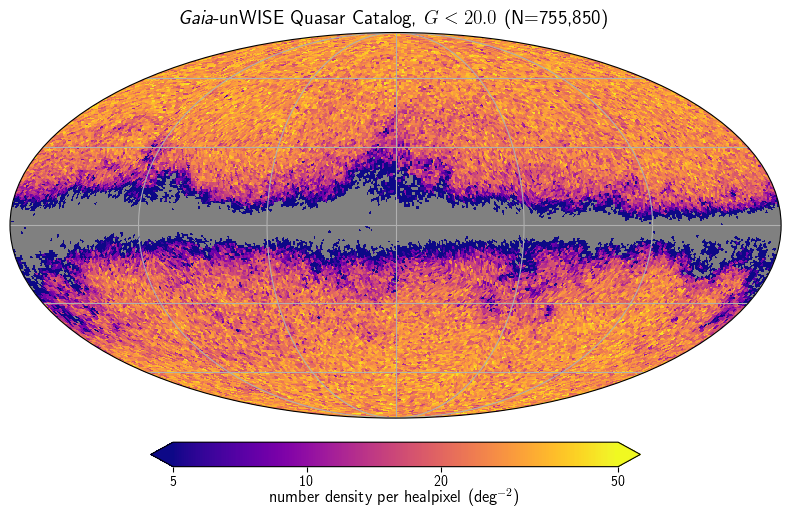 Gaia-unWISE Quasar Catalog, G < 20.0 (N=755,850)
5 10 20 50
number density per healpixel (deg⁻²)